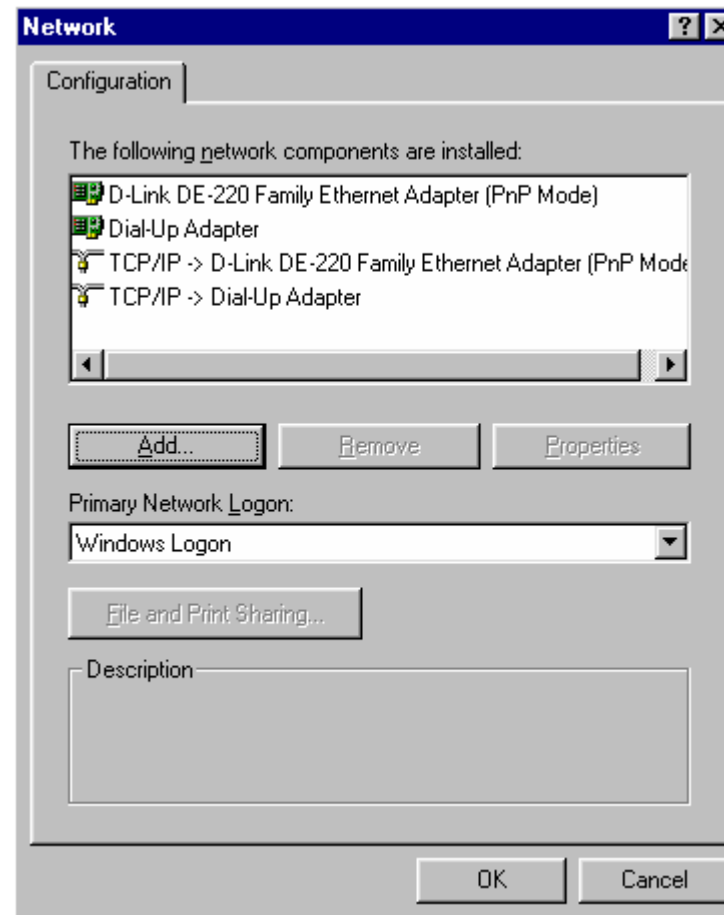 Network
Configuration
The following network components are installed:
D-Link DE-220 Family Ethernet Adapter (PnP Mode)
Dial-Up Adapter
TCP/IP -> D-Link DE-220 Family Ethernet Adapter (PnP Mode
TCP/IP -> Dial-Up Adapter
Add... Remove Properties
Primary Network Logon:
Windows Logon
File and Print Sharing...
Description
OK Cancel